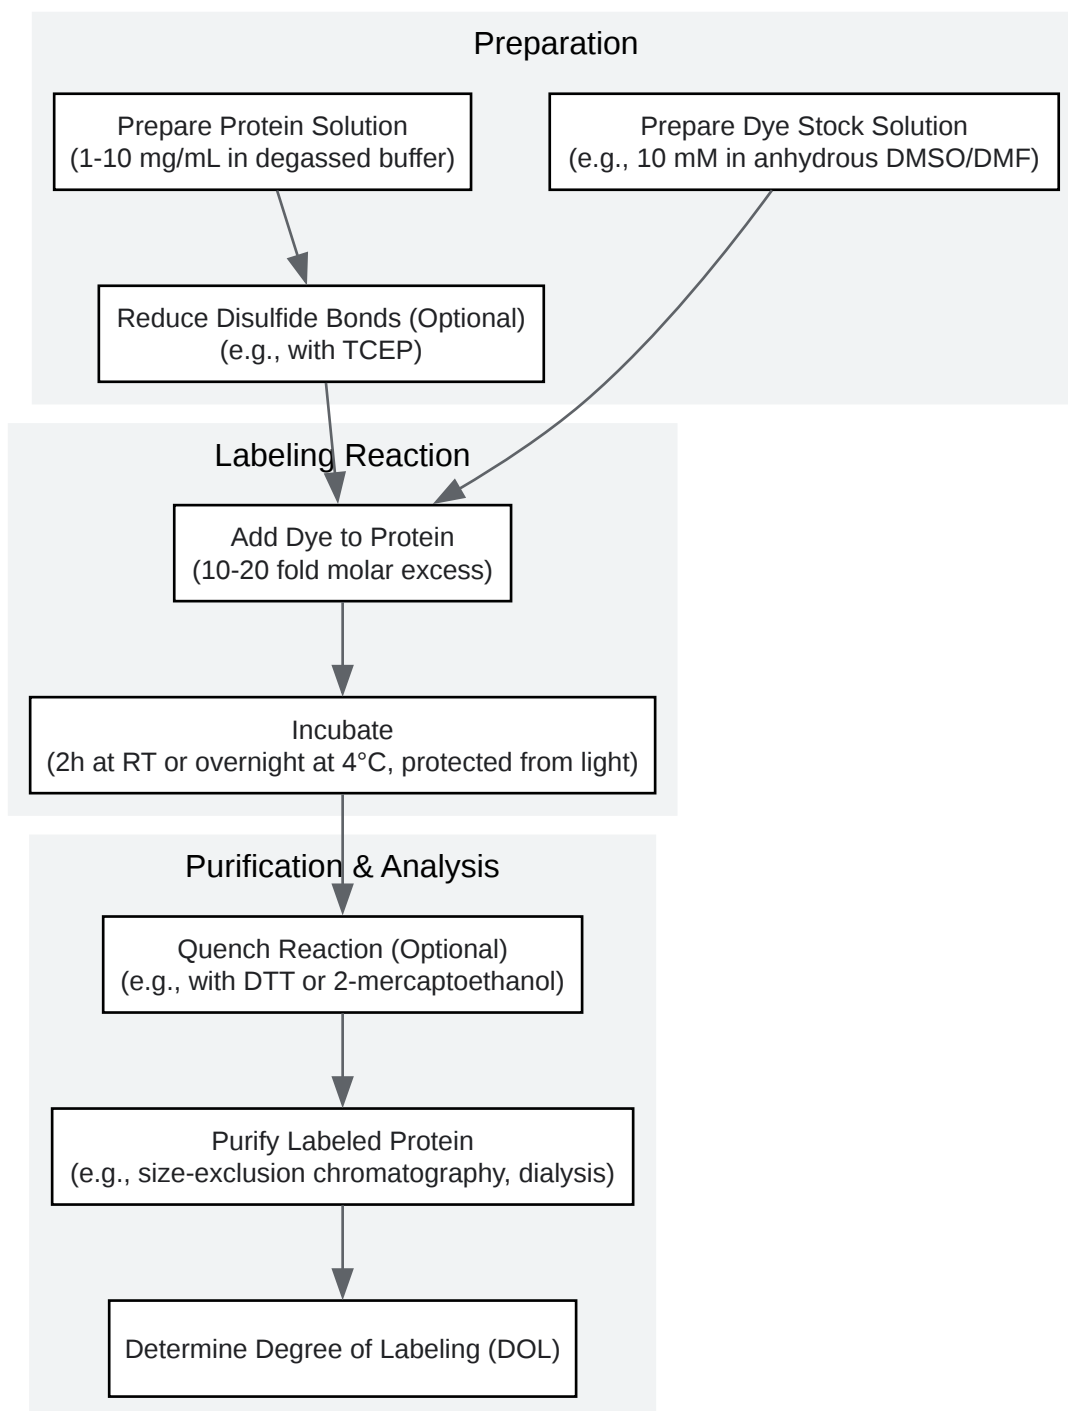 Preparation
Prepare Protein Solution
(1-10 mg/mL in degassed buffer)
Prepare Dye Stock Solution
(e.g., 10 mM in anhydrous DMSO/DMF)
Reduce Disulfide Bonds (Optional)
(e.g., with TCEP)
Labeling Reaction
Add Dye to Protein
(10-20 fold molar excess)
Incubate
(2h at RT or overnight at 4°C, protected from light)
Purification & Analysis
Quench Reaction (Optional)
(e.g., with DTT or 2-mercaptoethanol)
Purify Labeled Protein
(e.g., size-exclusion chromatography, dialysis)
Determine Degree of Labeling (DOL)